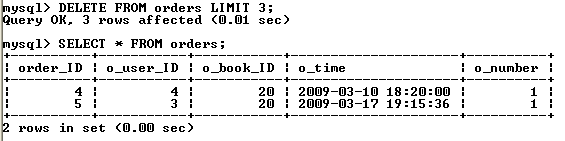 mysql> DELETE FROM orders LIMIT 3;
Query OK, 3 rows affected (0.01 sec)
mysql> SELECT * FROM orders;
+----------+-----------+-----------+---------------------+----------+
| order_ID | o_user_ID | o_book_ID | o_time              | o_number |
+----------+-----------+-----------+---------------------+----------+
|        4 |         4 |        20 | 2009-03-10 18:20:00 |        1 |
|        5 |         3 |        20 | 2009-03-17 19:15:36 |        1 |
+----------+-----------+-----------+---------------------+----------+
2 rows in set (0.00 sec)